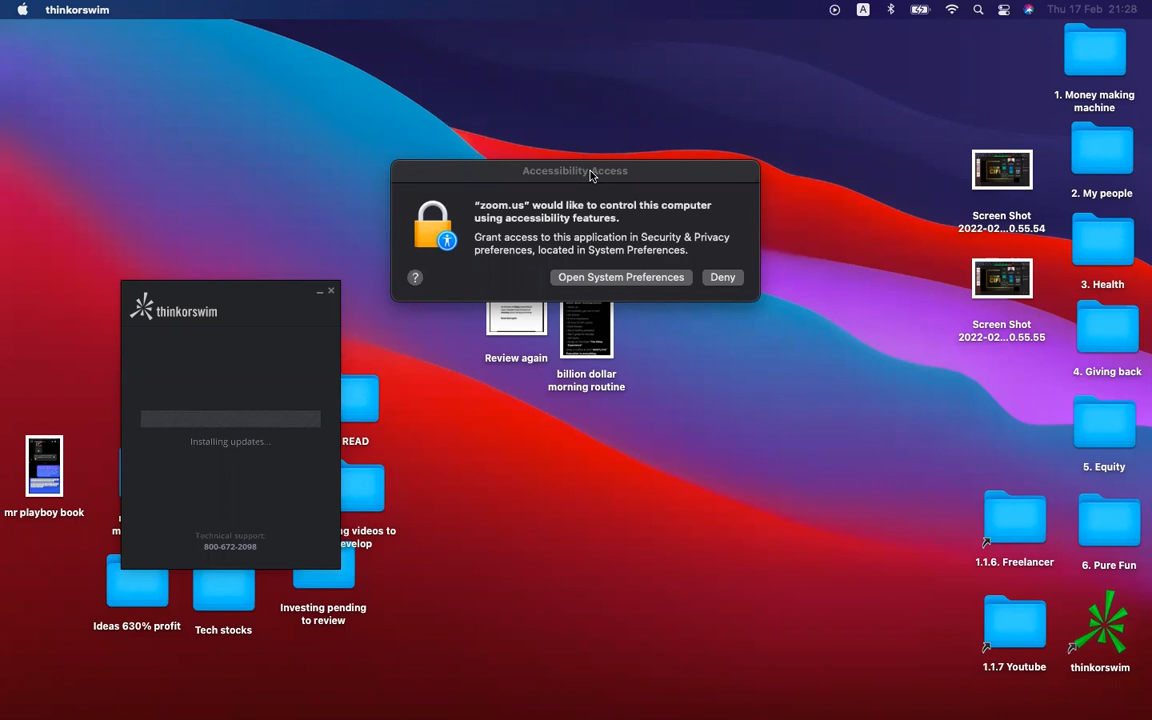 thinkorswim
A
Thu 17 Feb 21:28
1. Money making
machine
Accessibility Access
“zoom.us” would like to control this computer
using accessibility features.
Grant access to this application in Security & Privacy
preferences, located in System Preferences.
?
Open System Preferences
Deny
2. My people
Screen Shot
2022-02...0.55.54
3. Health
Screen Shot
2022-02...0.55.55
4. Giving back
thinkorswim
Installing updates...
Technical support:
800-672-2098
Review again
billion dollar
morning routine
READ
5. Equity
mr playboy book
ng videos to
evelop
1.1.6. Freelancer
6. Pure Fun
Ideas 630% profit
Tech stocks
Investing pending
to review
1.1.7 Youtube
thinkorswim